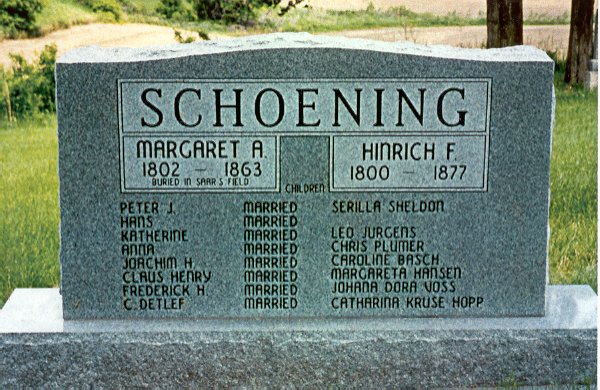 SCHOENING
MARGARET A.
1802 - 1863
BURIED IN SAAR'S FIELD
HINRICH F.
1800 - 1877
CHILDREN
PETER J. MARRIED SERILLA SHELDON
HANS MARRIED
KATHERINE MARRIED LEO JURGENS
ANNA MARRIED CHRIS PLUMER
JOACHIM H. MARRIED CAROLINE BASCH
CLAUS HENRY MARRIED MARGARETA HANSEN
FREDERICK H. MARRIED JOHANA DORA VOSS
C. DETLEF MARRIED CATHARINA KRUSE HOPP